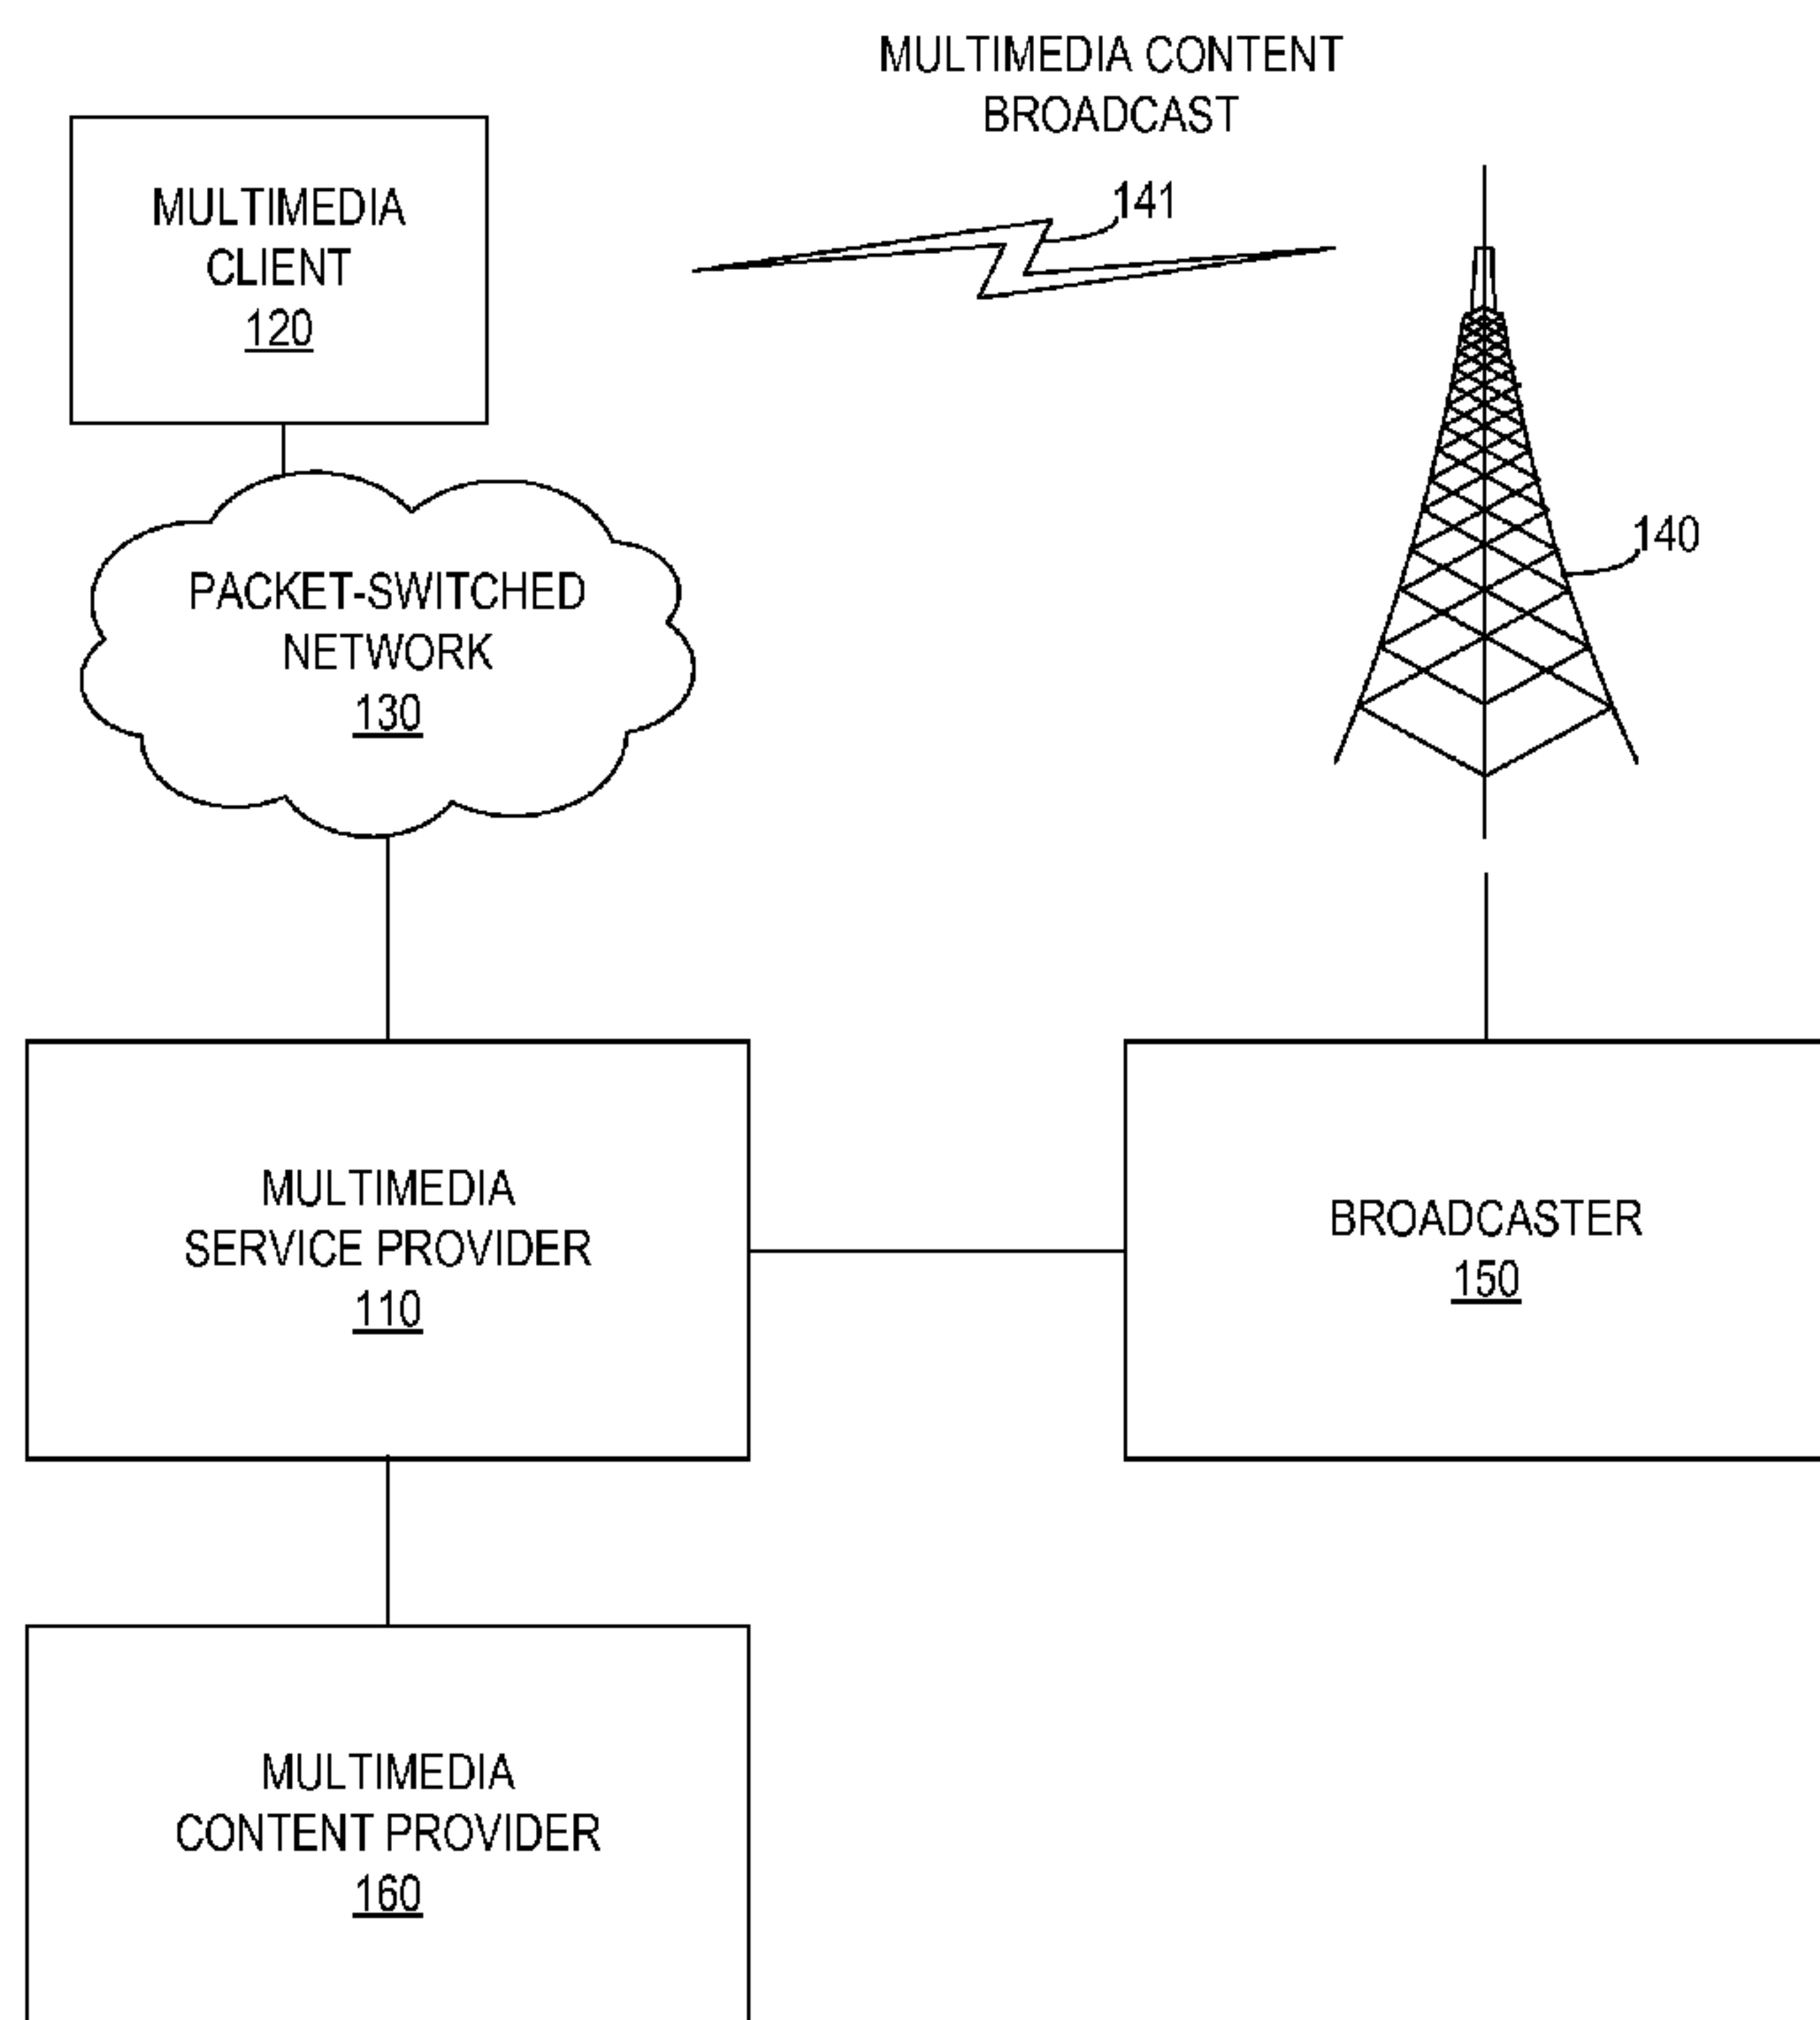 MULTIMEDIA CONTENT
BROADCAST
141
MULTIMEDIA
CLIENT
120
140
PACKET-SWITCHED
NETWORK
130
MULTIMEDIA
SERVICE PROVIDER
110
BROADCASTER
150
MULTIMEDIA
CONTENT PROVIDER
160